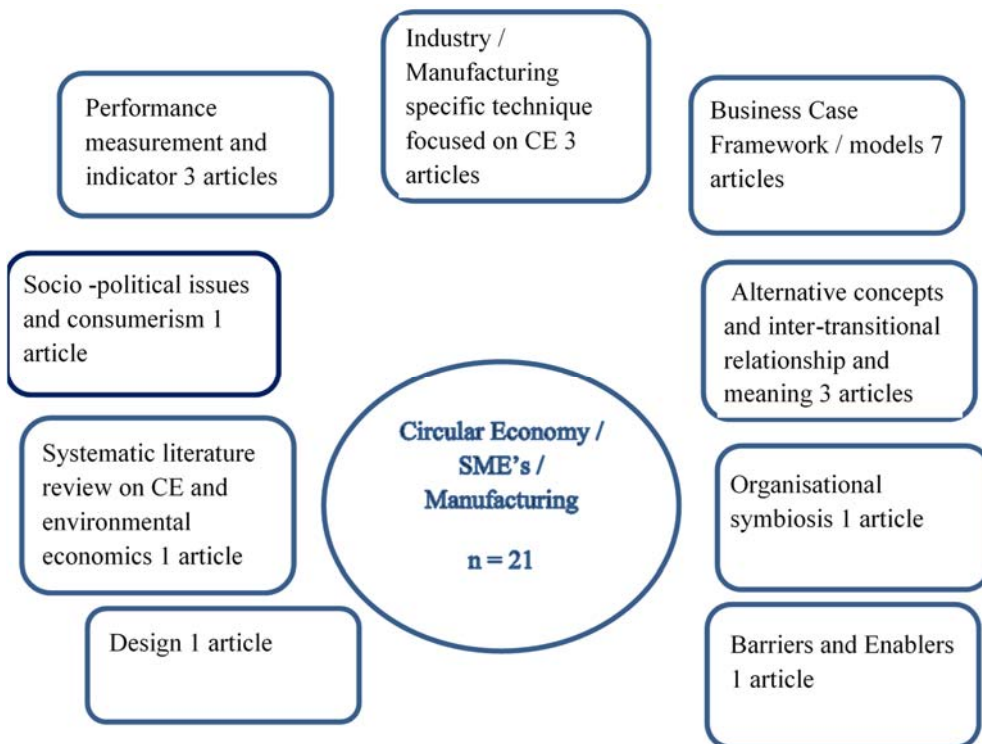 Industry /
Manufacturing
specific technique
focused on CE 3
articles
Performance
measurement and
indicator 3 articles
Business Case
Framework / models 7
articles
Socio -political issues
and consumerism 1
article
Alternative concepts
and inter-transitional
relationship and
meaning 3 articles
Circular Economy /
SME's /
Manufacturing
n = 21
Systematic literature
review on CE and
environmental
economics 1 article
Organisational
symbiosis 1 article
Design 1 article
Barriers and Enablers
1 article